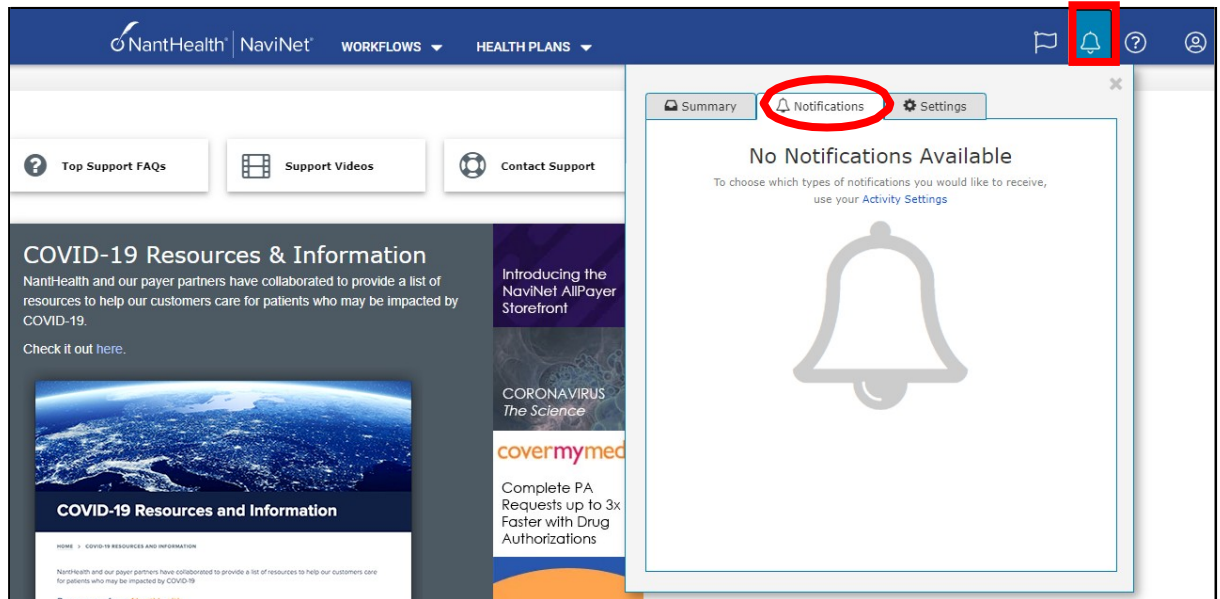 NantHealth® NaviNet® WORKFLOWS HEALTH PLANS
Summary Notifications Settings
No Notifications Available
To choose which types of notifications you would like to receive,
use your Activity Settings
Top Support FAQs Support Videos Contact Support
COVID-19 Resources & Information
NantHealth and our payer partners have collaborated to provide a list of
resources to help our customers care for patients who may be impacted by
COVID-19.
Check it out here.
COVID-19 Resources and Information
HOME > COVID-19 RESOURCES AND INFORMATION
NantHealth and our payer partners have collaborated to provide a list of resources to help our customers care
for patients who may be impacted by COVID-19
Introducing the
NaviNet AllPayer
Storefront
CORONAVIRUS
The Science
covermymed
Complete PA
Requests up to 3x
Faster with Drug
Authorizations